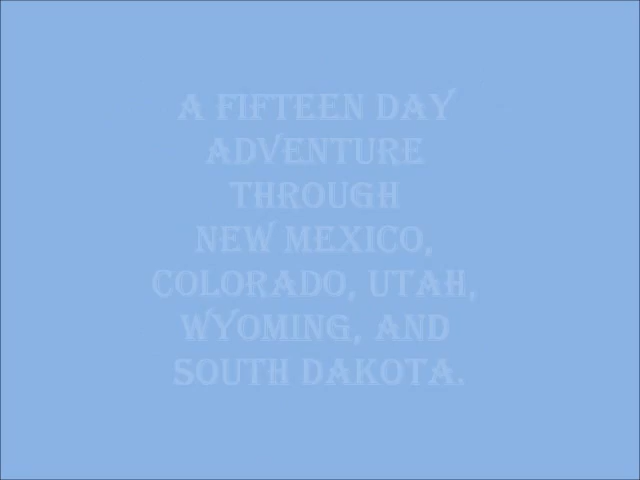 A FIFTEEN DAY
ADVENTURE
THROUGH
NEW MEXICO,
COLORADO, UTAH,
WYOMING, AND
SOUTH DAKOTA.